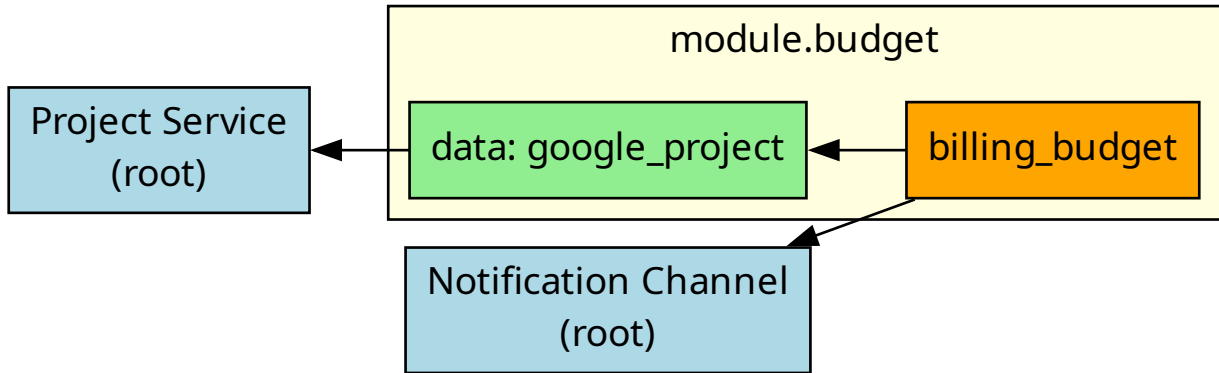 module.budget
Project Service
(root)
data: google_project
billing_budget
Notification Channel
(root)